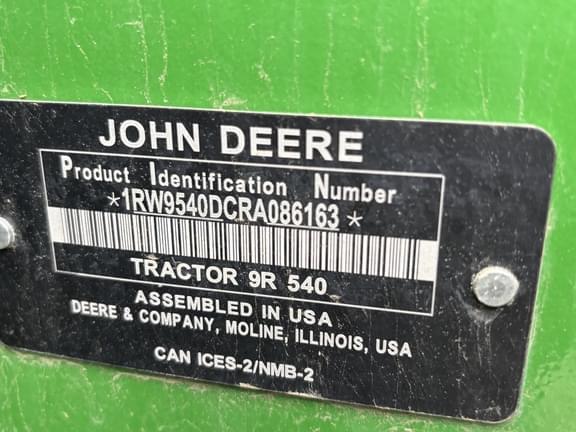 JOHN DEERE
Product Identification Number
*1RW9540DCRA086163*
TRACTOR 9R 540
ASSEMBLED IN USA
DEERE & COMPANY, MOLINE, ILLINOIS, USA
CAN ICES-2/NMB-2